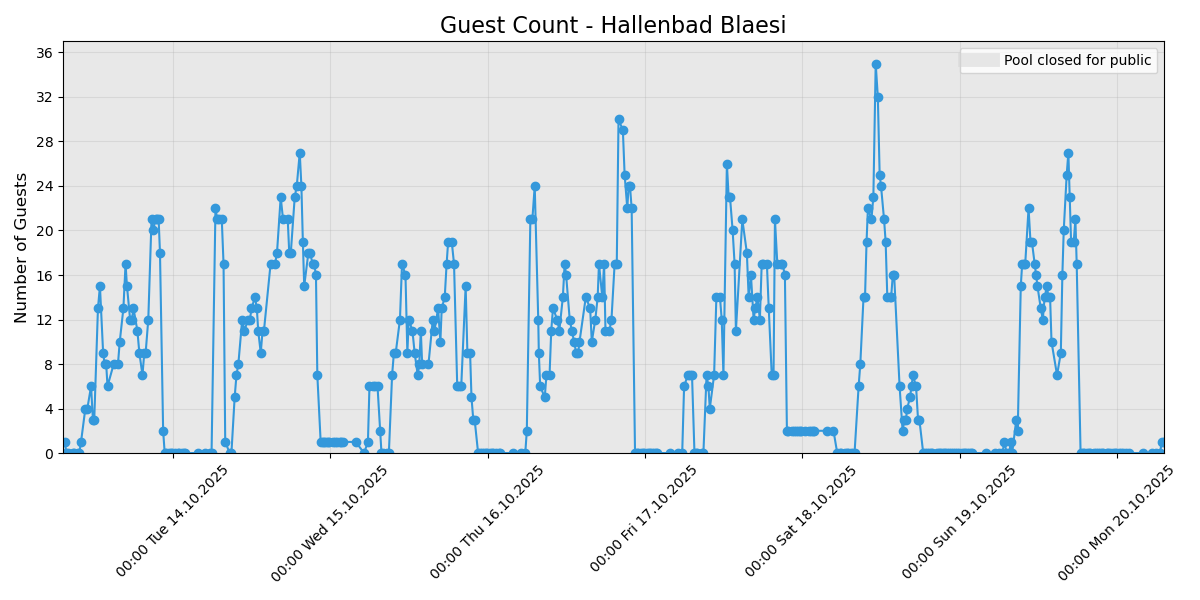 Guest Count - Hallenbad Blaesi
Pool closed for public
Number of Guests
36
32
28
24
20
16
12
8
4
0
00:00 Tue 14.10.2025
00:00 Wed 15.10.2025
00:00 Thu 16.10.2025
00:00 Fri 17.10.2025
00:00 Sat 18.10.2025
00:00 Sun 19.10.2025
00:00 Mon 20.10.2025